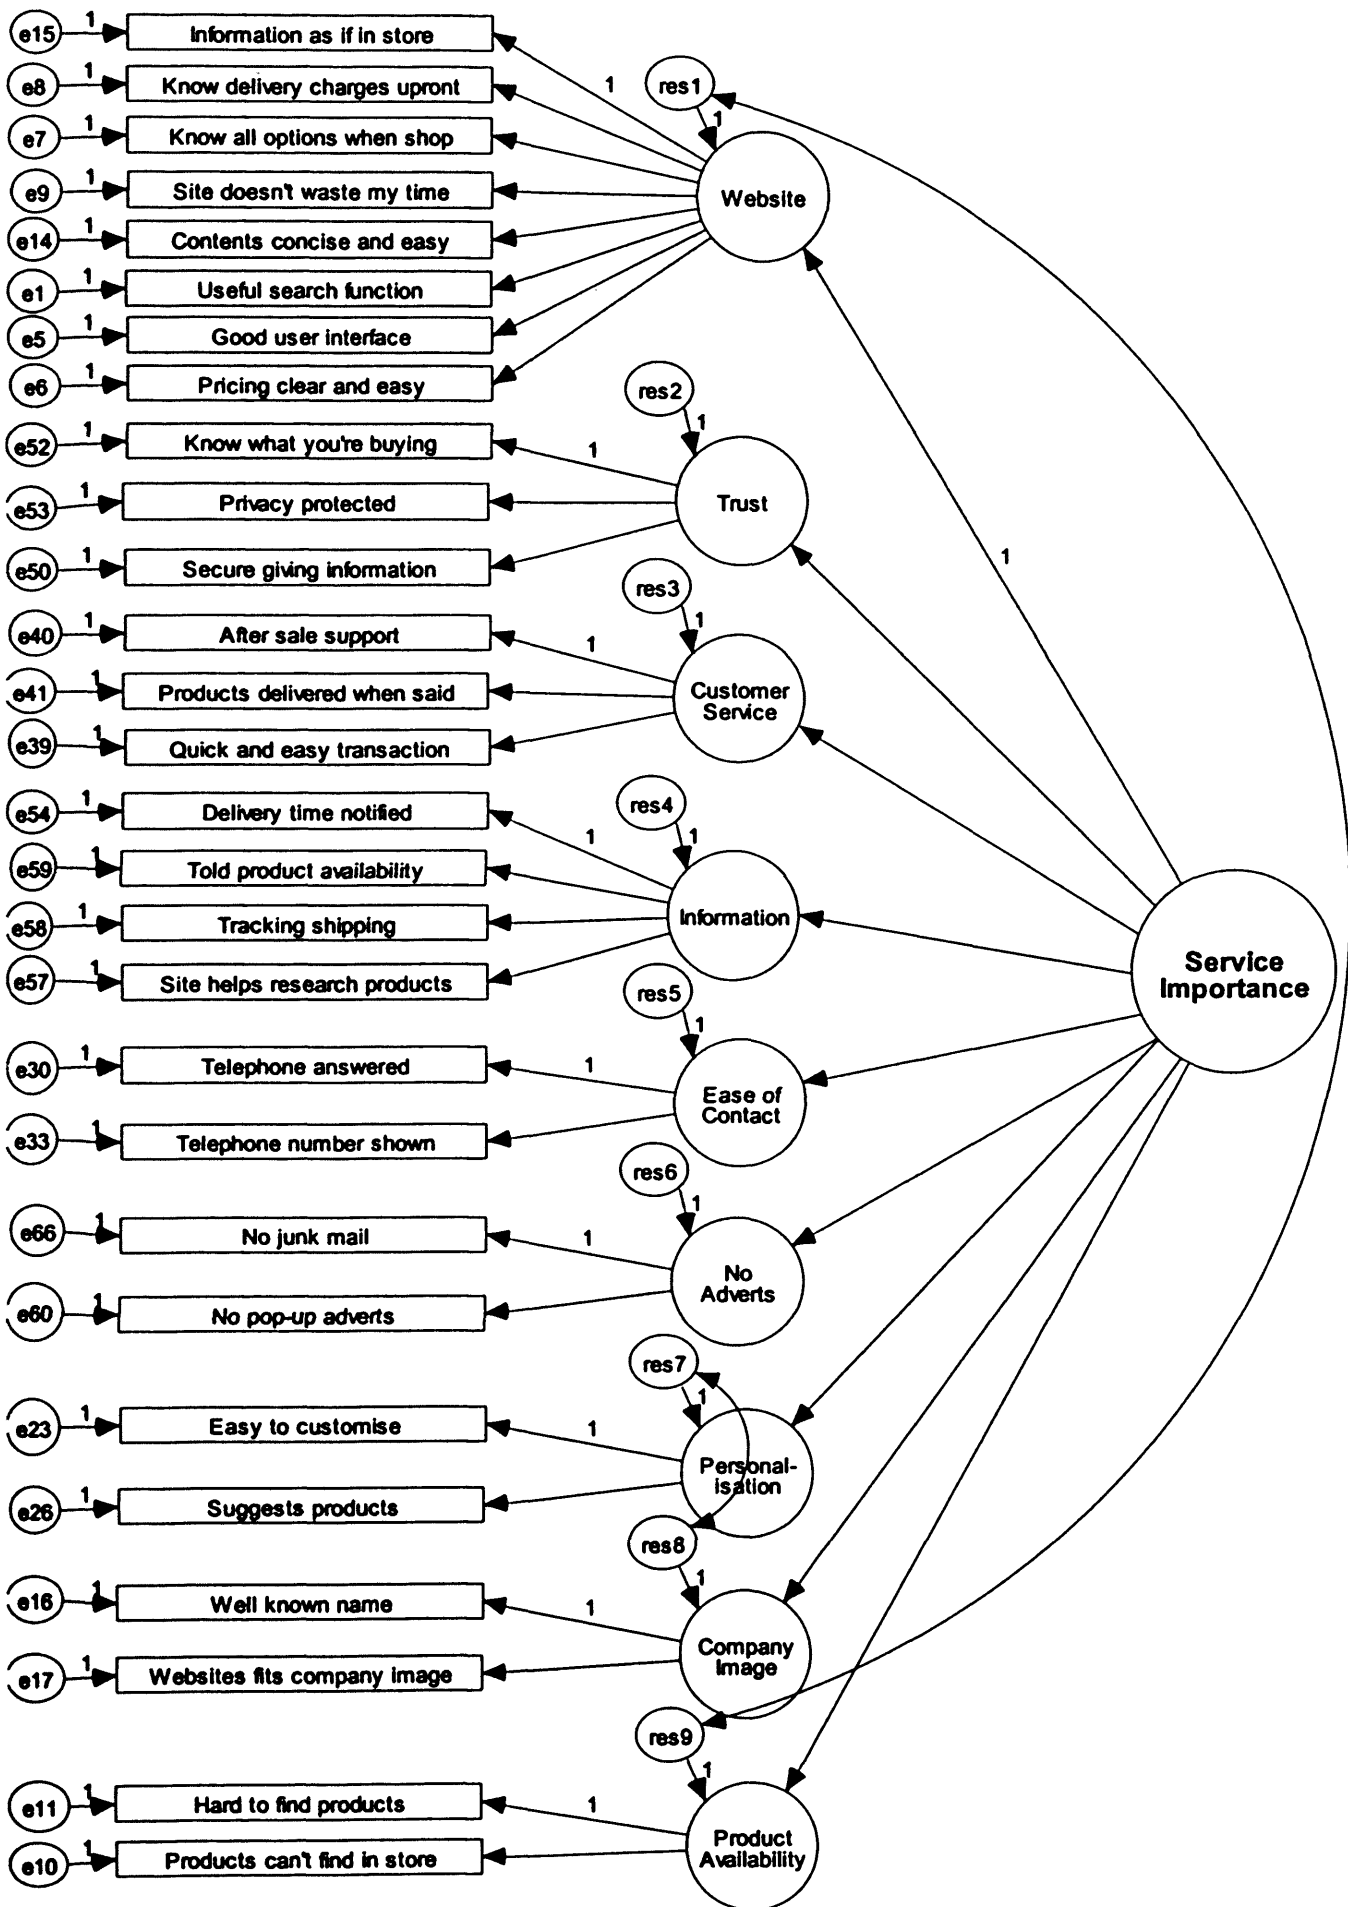 e15 1 Information as if in store
e8 1 Know delivery charges upront
e7 1 Know all options when shop
e9 1 Site doesn't waste my time
e14 1 Contents concise and easy
e1 1 Useful search function
e5 1 Good user interface
e6 1 Pricing clear and easy
1
res1
1
Website
e52 1 Know what you're buying
e53 1 Privacy protected
e50 1 Secure giving information
1
res2
1
Trust
e40 1 After sale support
e41 1 Products delivered when said
e39 1 Quick and easy transaction
1
res3
1
Customer
Service
e54 1 Delivery time notified
e59 1 Told product availability
e58 1 Tracking shipping
e57 1 Site helps research products
1
res4
1
Information
e30 1 Telephone answered
e33 1 Telephone number shown
1
res5
1
Ease of
Contact
e66 1 No junk mail
e60 1 No pop-up adverts
1
res6
1
No
Adverts
e23 1 Easy to customise
e26 1 Suggests products
1
res7
1
Personal-
isation
e16 1 Well known name
e17 1 Websites fits company image
1
res8
1
Company
Image
e11 1 Hard to find products
e10 1 Products can't find in store
1
res9
1
Product
Availability
1
Service
Importance